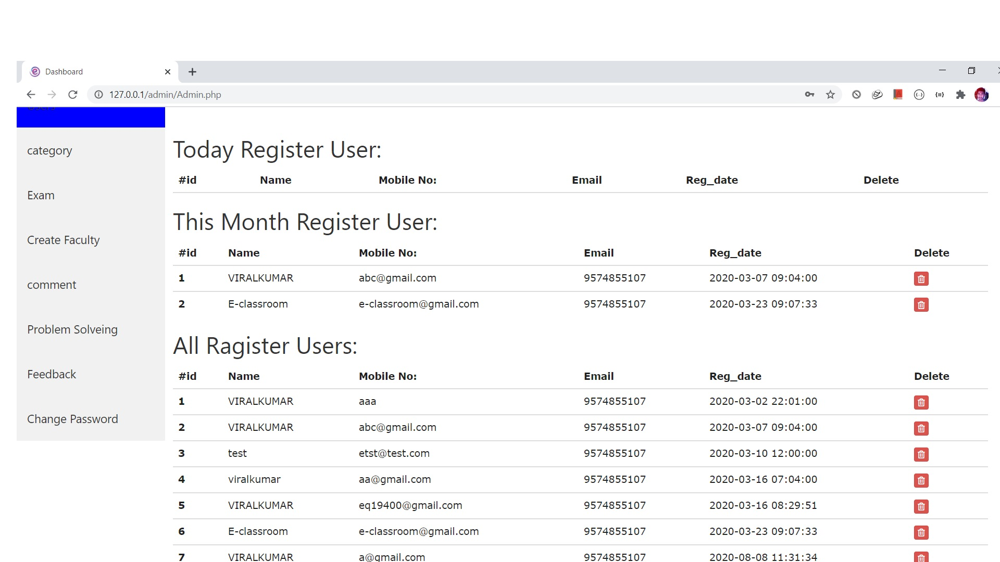 Dashboard
127.0.0.1/admin/Admin.php
Users
category
Exam
Create Faculty
comment
Problem Solveing
Feedback
Change Password
Today Register User:
#id Name Mobile No: Email Reg_date Delete
This Month Register User:
#id Name Mobile No: Email Reg_date Delete
1 VIRALKUMAR abc@gmail.com 9574855107 2020-03-07 09:04:00
2 E-classroom e-classroom@gmail.com 9574855107 2020-03-23 09:07:33
All Ragister Users:
#id Name Mobile No: Email Reg_date Delete
1 VIRALKUMAR aaa 9574855107 2020-03-02 22:01:00
2 VIRALKUMAR abc@gmail.com 9574855107 2020-03-07 09:04:00
3 test etst@test.com 9574855107 2020-03-10 12:00:00
4 viralkumar aa@gmail.com 9574855107 2020-03-16 07:04:00
5 VIRALKUMAR eq19400@gmail.com 9574855107 2020-03-16 08:29:51
6 E-classroom e-classroom@gmail.com 9574855107 2020-03-23 09:07:33
7 VIRALKUMAR a@gmail.com 9574855107 2020-08-08 11:31:34